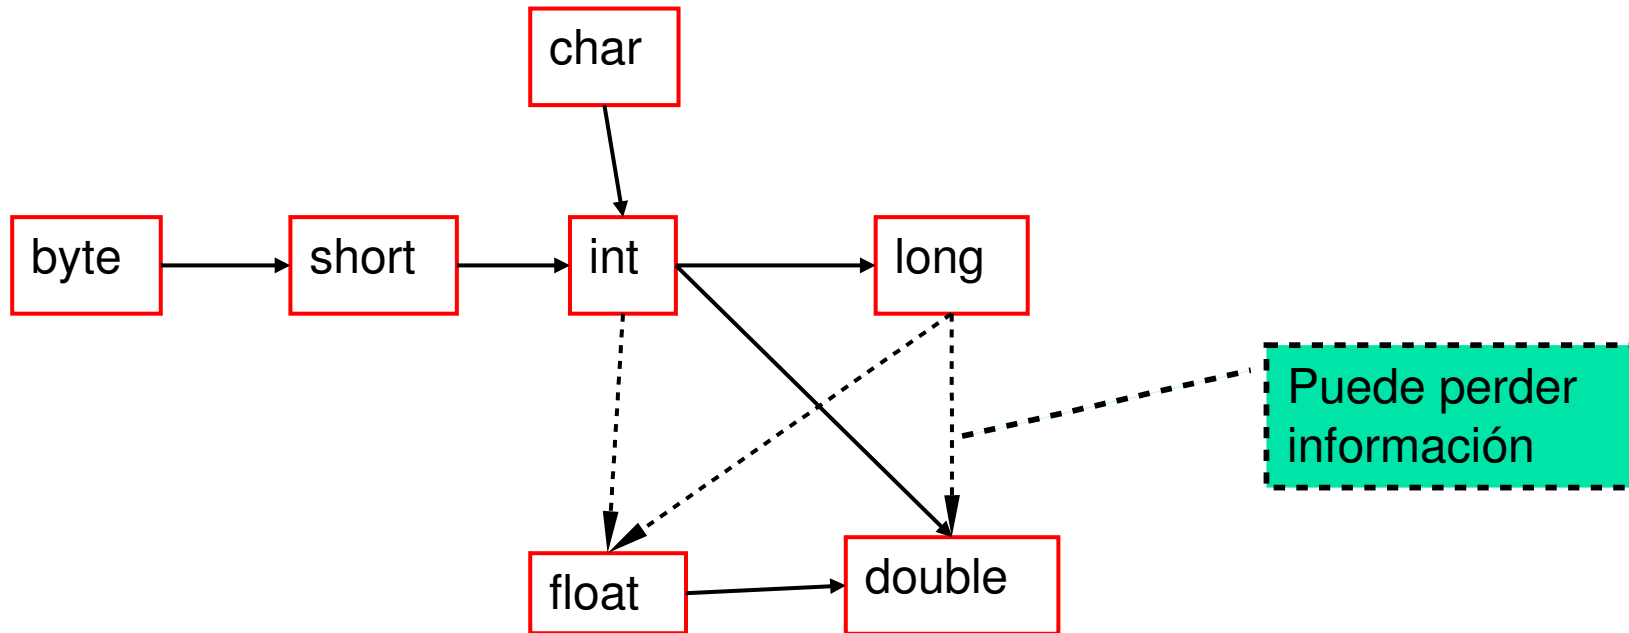 char
byte
short
int
long
Puede perder
información
float
double